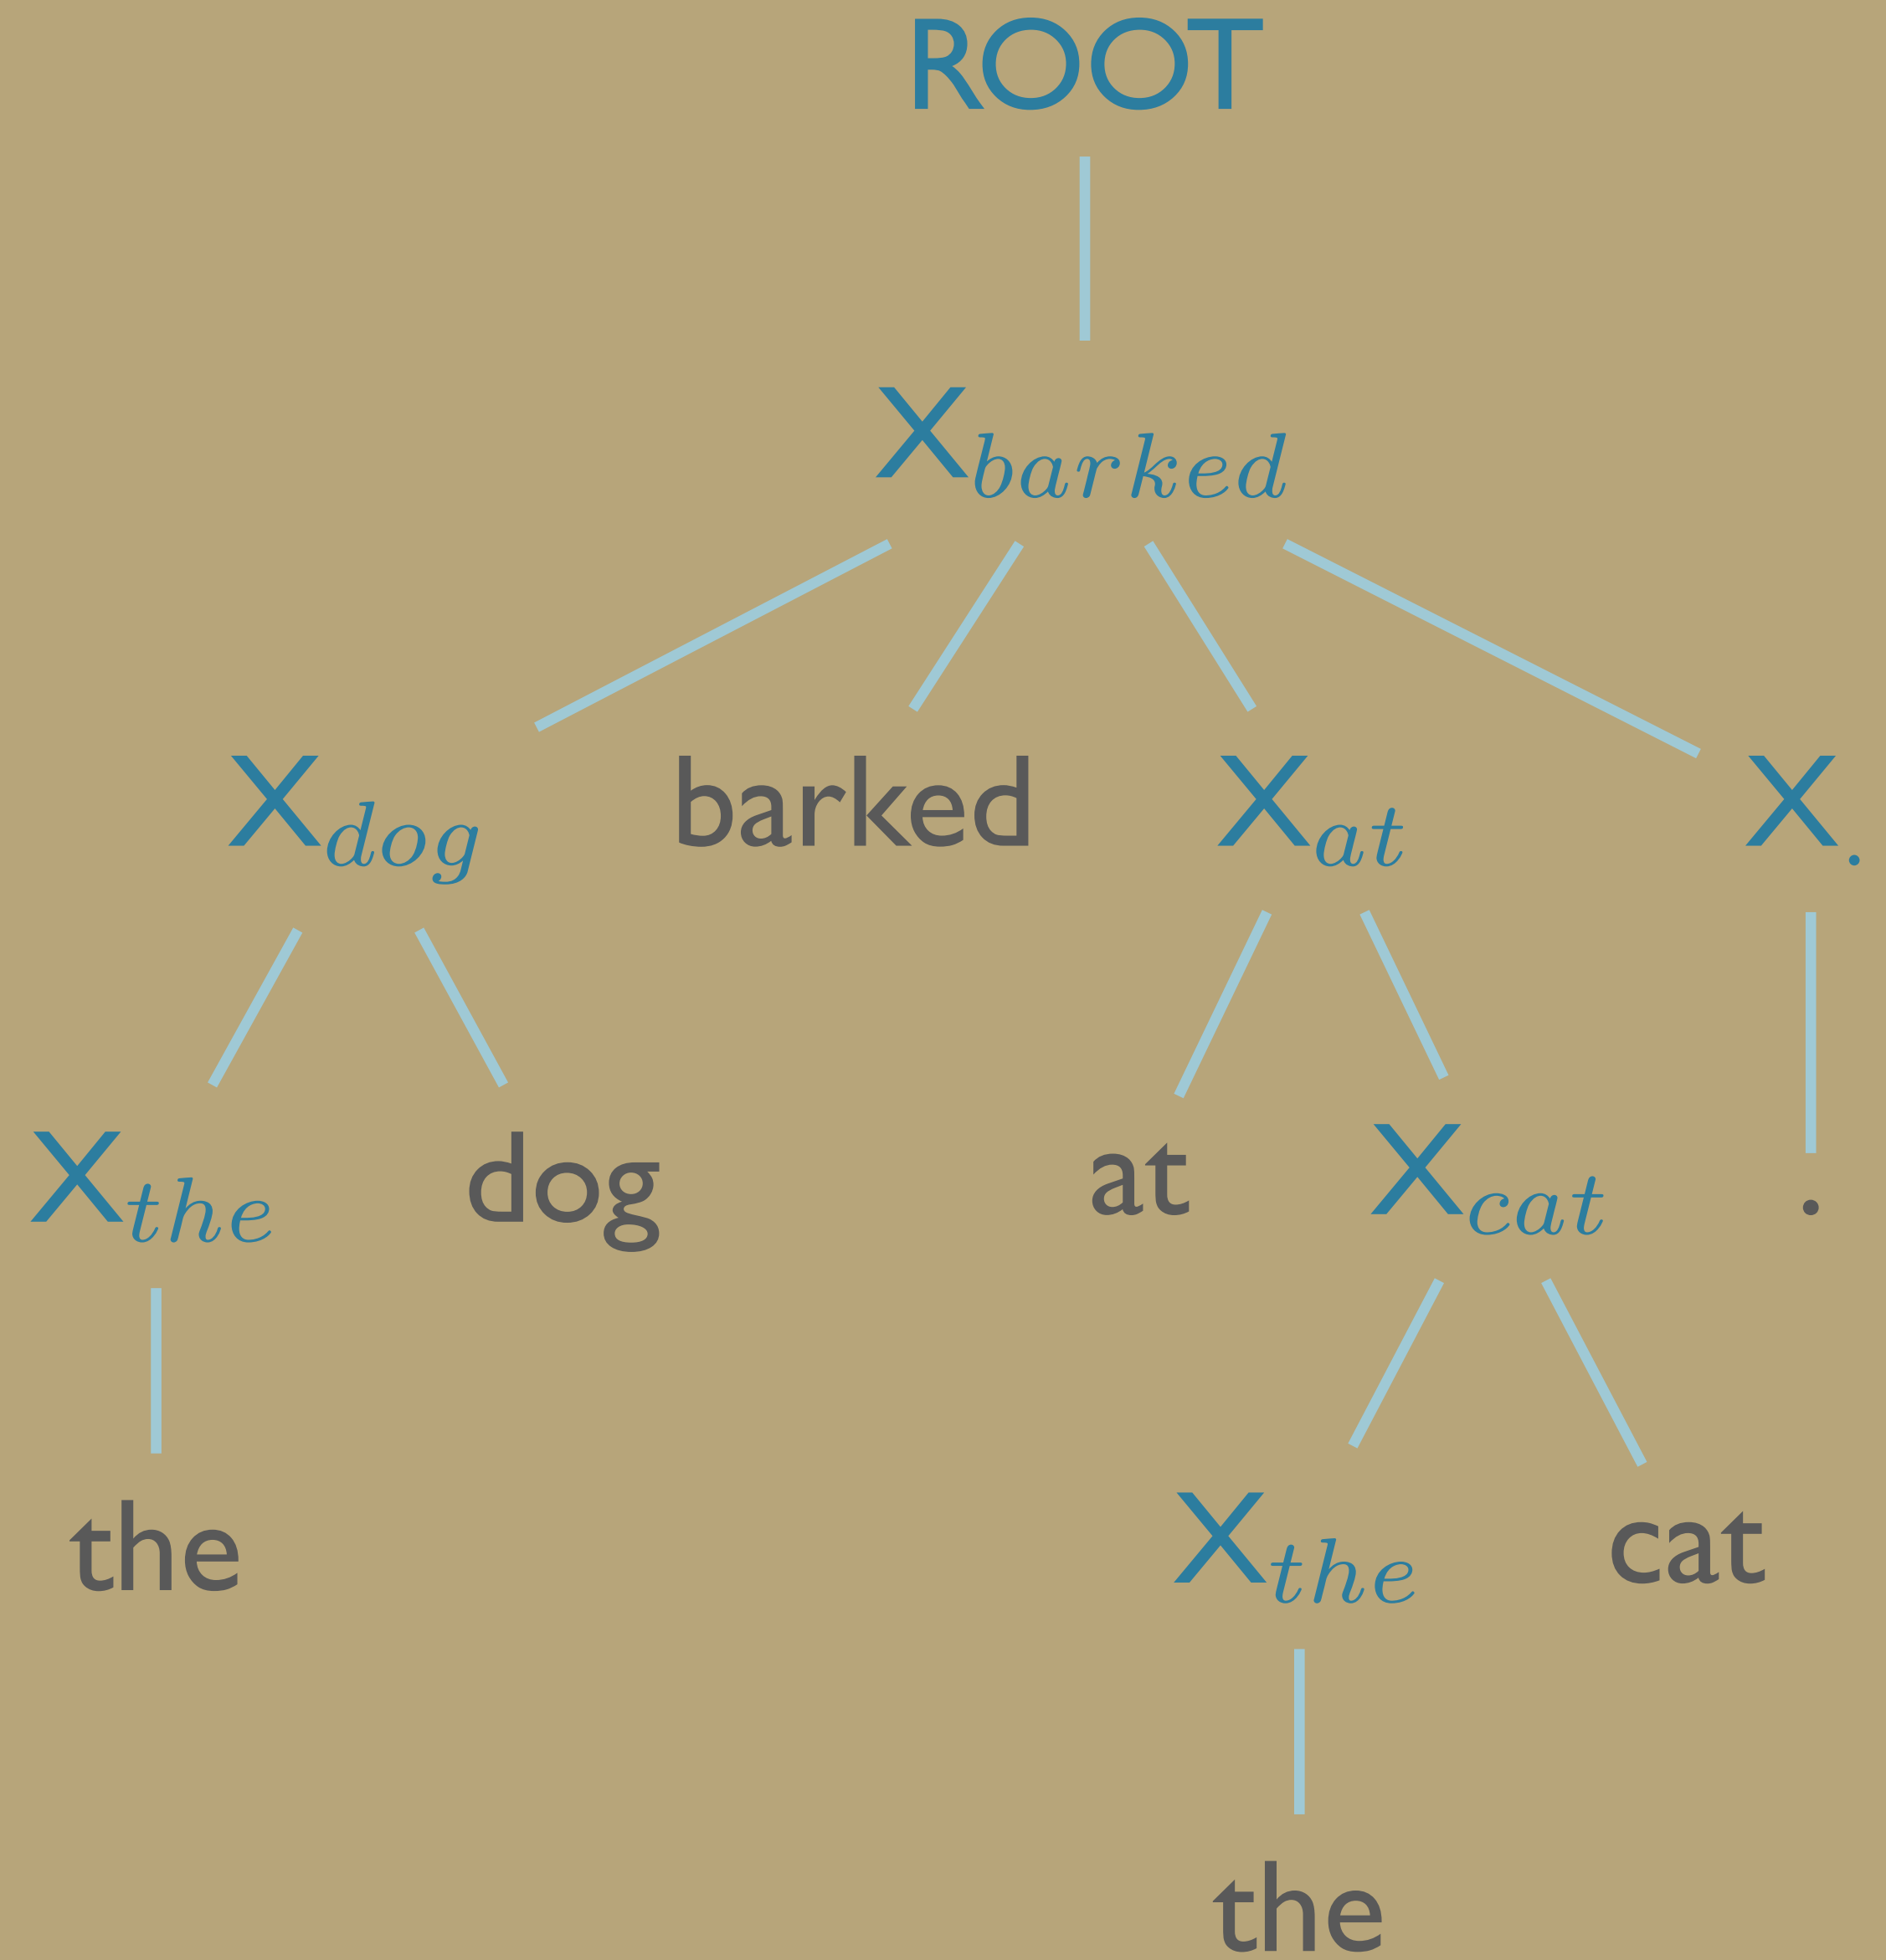 ROOT
X_barked
X_dog barked X_at. X_.
X_the dog at X_cat .
the X_the cat
the